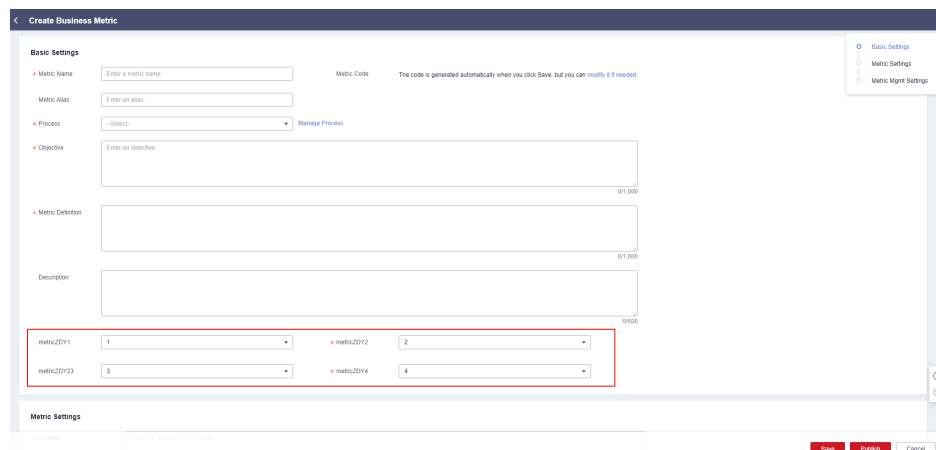 Create Business Metric
Basic Settings
Basic Settings
Metric Settings
Metric Mgmt Settings
* Metric Name Enter a metric name. Metric Code The code is generated automatically when you click Save, but you can modify it if needed.
Metric Alias Enter an alias.
* Process --Select-- Manage Process
* Objective Enter an objective.
0/1,000
* Metric Definition
0/1,000
Description
0/600
metricZDY1 1 * metricZDY2 2
metricZDY23 3 * metricZDY4 4
Metric Settings
Save Publish Cancel